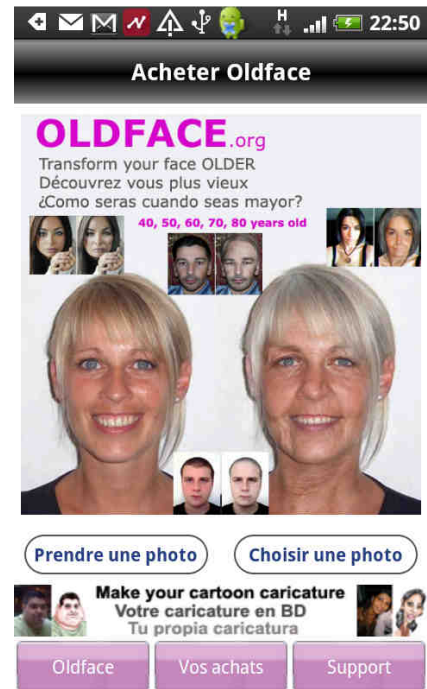 H
22:50
Acheter Oldface
OLDFACE.org
Transform your face OLDER
Découvrez vous plus vieux
¿Como seras cuando seas mayor?
40, 50, 60, 70, 80 years old
Prendre une photo
Choisir une photo
Make your cartoon caricature
Votre caricature en BD
Tu propia caricatura
Oldface
Vos achats
Support